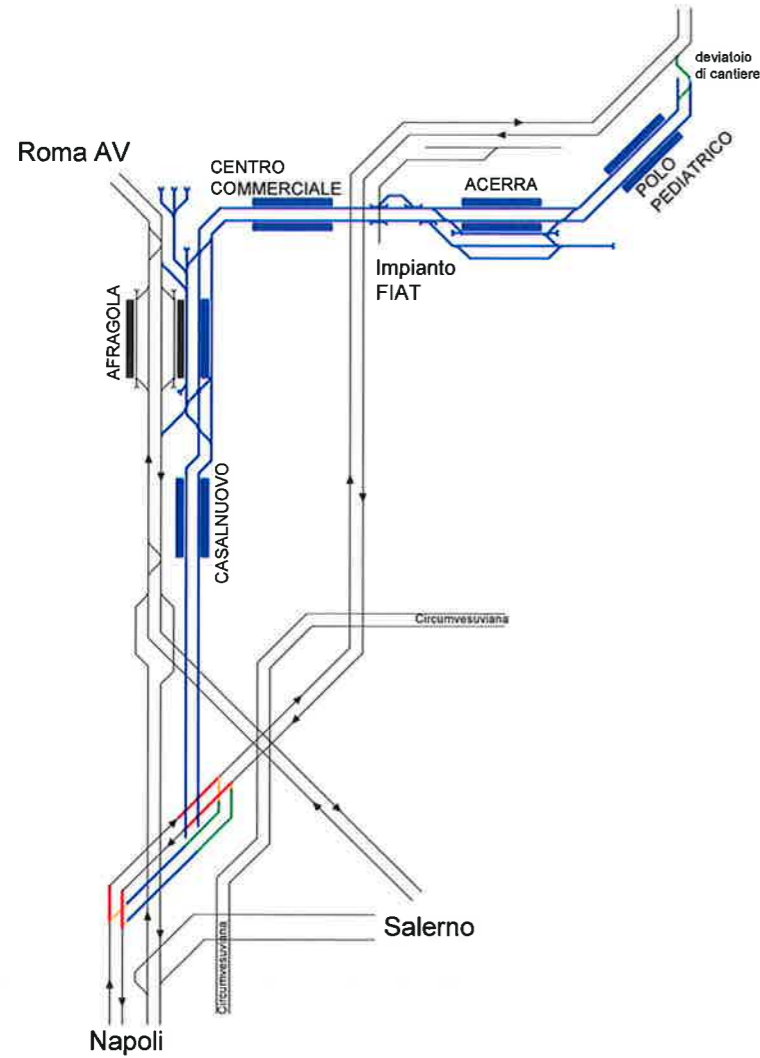 deviatoio
di cantiere
Roma AV
CENTRO
COMMERCIALE
ACERRA
POLO
PEDIATRICO
Impianto
FIAT
AFRAGOLA
CASALNUOVO
Circumvesuviana
Salerno
Circumvesuviana
Napoli